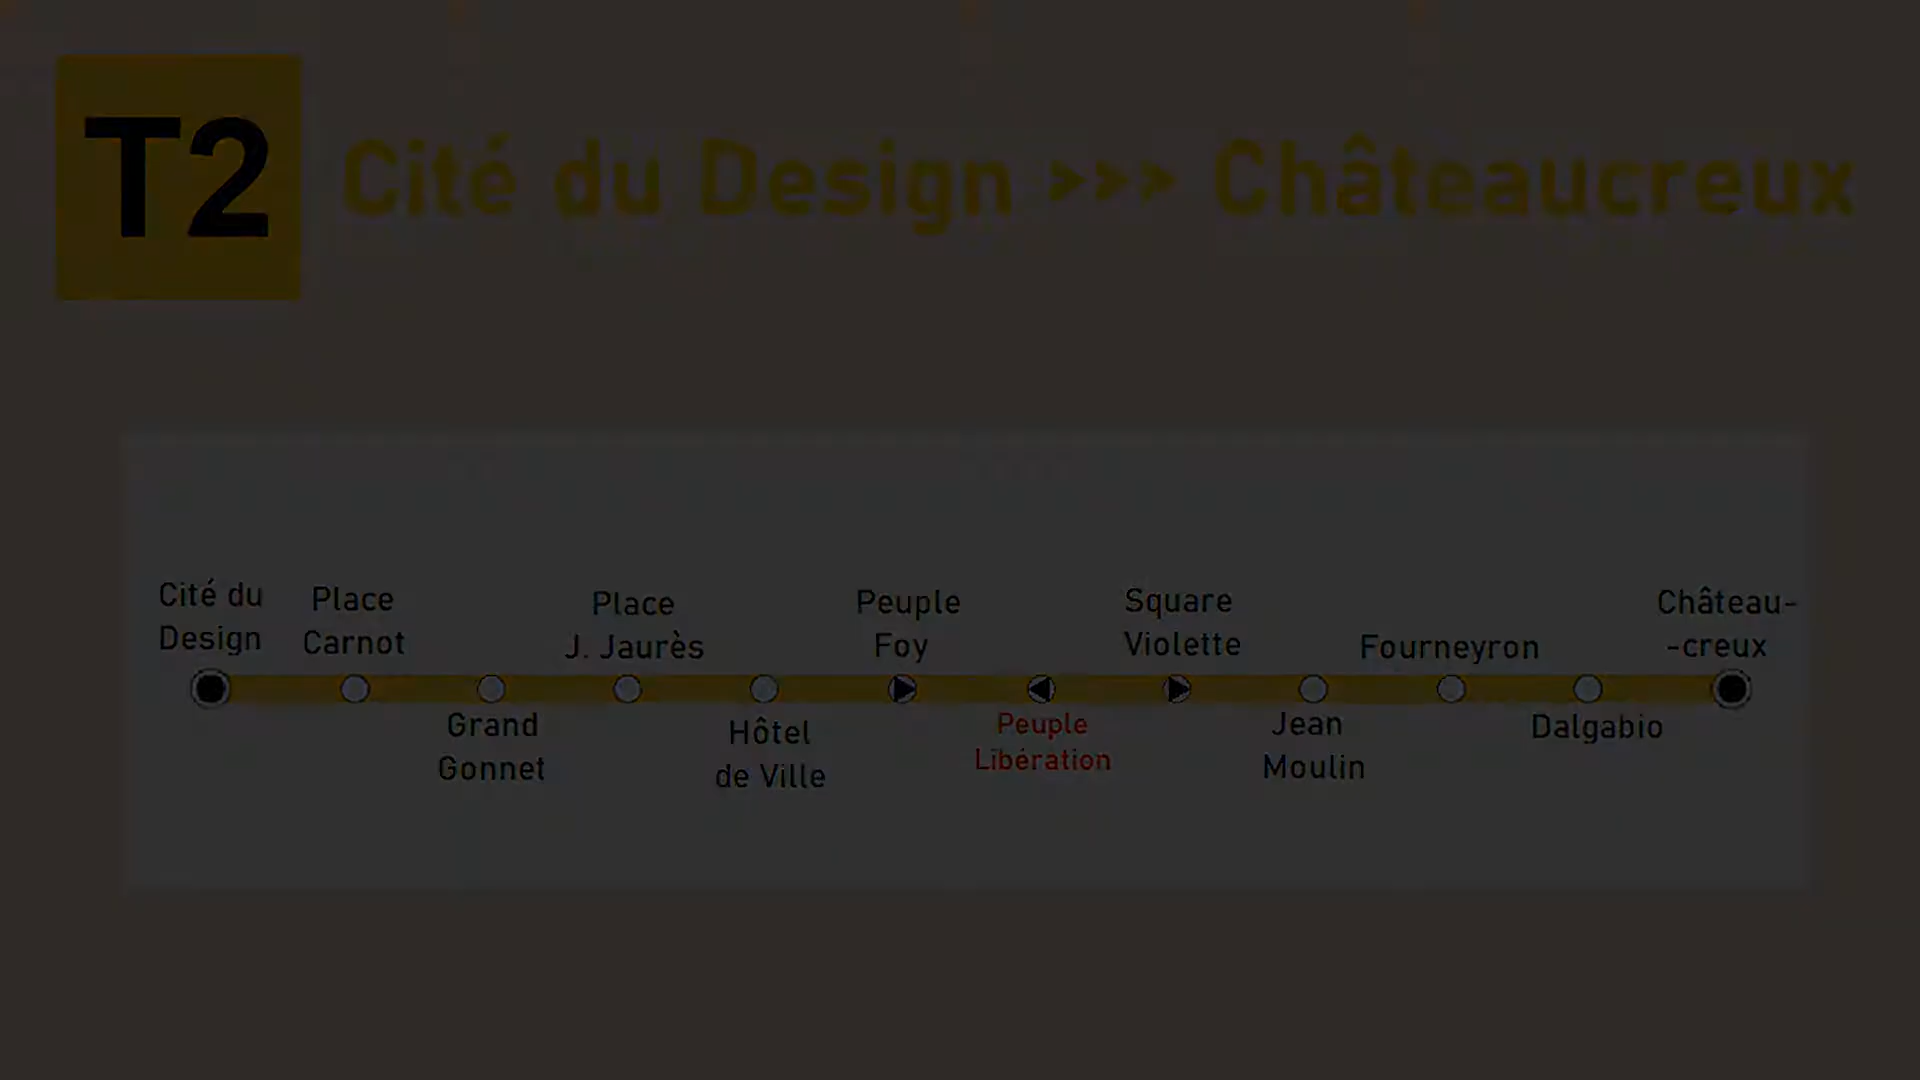 T2
Cité du Design >>> Châteaucreux
Cité du
Design
Place
Carnot
Grand
Gonnet
Place
J. Jaurès
Hôtel
de Ville
Peuple
Foy
Peuple
Libération
Square
Violette
Jean
Moulin
Fourneyron
Dalgabio
Château-
-creux